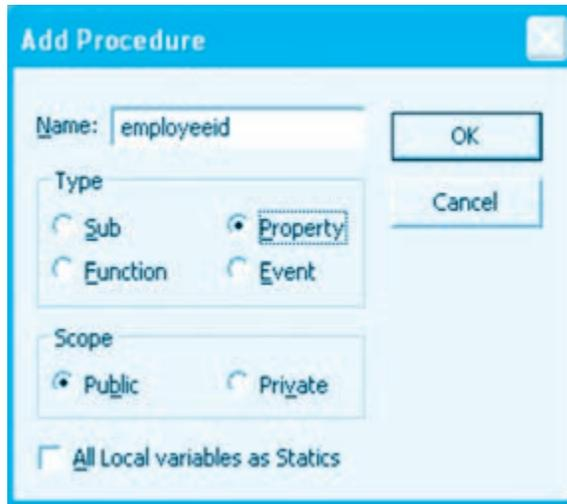 Add Procedure
Name: employeeid
OK
Cancel
Type
Sub
Property
Function
Event
Scope
Public
Private
All Local variables as Statics